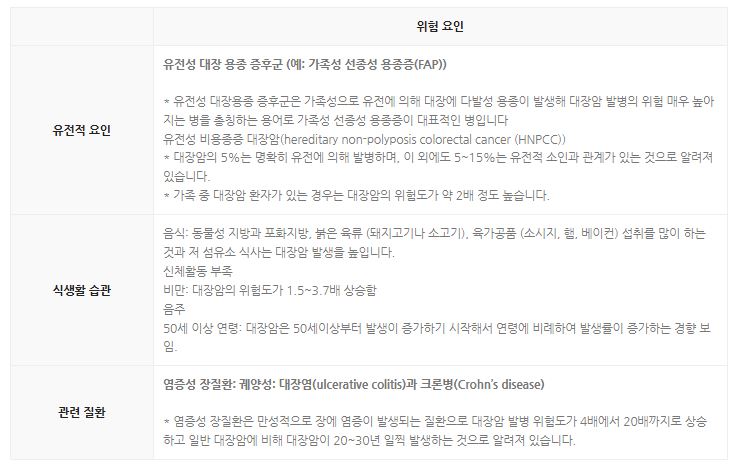 위험 요인
유전적 요인
유전성 대장 용종 증후군 (예: 가족성 선종성 용종증(FAP))
* 유전성 대장용종 증후군은 가족성으로 유전에 의해 대장에 다발성 용종이 발생해 대장암 발병의 위험 매우 높아
지는 병을 총칭하는 용어로 가족성 선종성 용종증이 대표적인 병입니다
유전성 비용종증 대장암(hereditary non-polyposis colorectal cancer (HNPCC))
* 대장암의 5%는 명확히 유전에 의해 발병하며, 이 외에도 5~15%는 유전적 소인과 관계가 있는 것으로 알려져
있습니다.
* 가족 중 대장암 환자가 있는 경우는 대장암의 위험도가 약 2배 정도 높습니다.
식생활 습관
음식: 동물성 지방과 포화지방, 붉은 육류 (돼지고기나 소고기), 육가공품 (소시지, 햄, 베이컨) 섭취를 많이 하는
것과 저 섬유소 식사는 대장암 발생을 높입니다.
신체활동 부족
비만: 대장암의 위험도가 1.5~3.7배 상승함
음주
50세 이상 연령: 대장암은 50세이상부터 발생이 증가하기 시작해서 연령에 비례하여 발생률이 증가하는 경향 보
임.
관련 질환
염증성 장질환: 궤양성: 대장염(ulcerative colitis)과 크론병(Crohn's disease)
* 염증성 장질환은 만성적으로 장에 염증이 발생되는 질환으로 대장암 발병 위험도가 4배에서 20배까지로 상승
하고 일반 대장암에 비해 대장암이 20~30년 일찍 발생하는 것으로 알려져 있습니다.